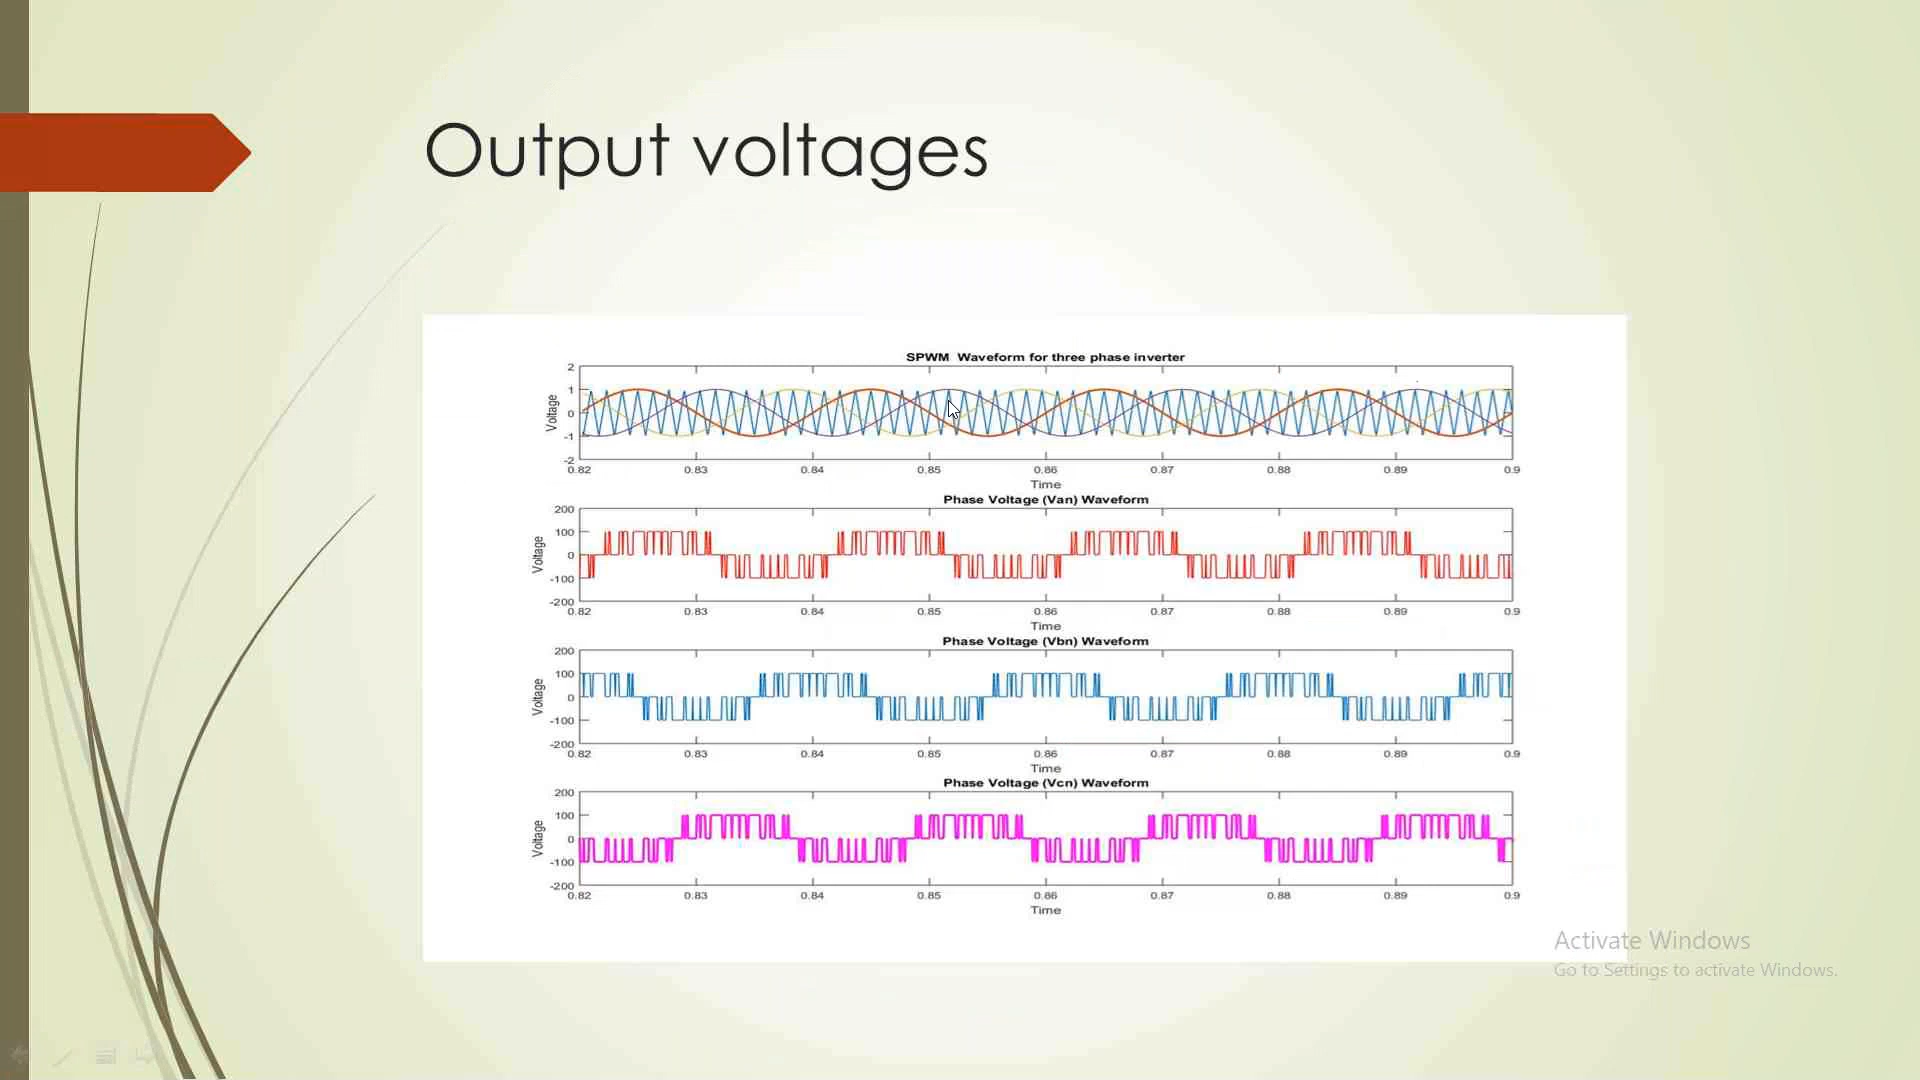 Output voltages
SPWM Waveform for three phase inverter
2
1
0
-1
-2
Voltage
0.82 0.83 0.84 0.85 0.86 0.87 0.88 0.89 0.9
Time
Phase Voltage (Van) Waveform
200
100
0
-100
-200
Voltage
0.82 0.83 0.84 0.85 0.86 0.87 0.88 0.89 0.9
Time
Phase Voltage (Vbn) Waveform
200
100
0
-100
-200
Voltage
0.82 0.83 0.84 0.85 0.86 0.87 0.88 0.89 0.9
Time
Phase Voltage (Vcn) Waveform
200
100
0
-100
-200
Voltage
0.82 0.83 0.84 0.85 0.86 0.87 0.88 0.89 0.9
Time
Activate Windows
Go to Settings to activate Windows.